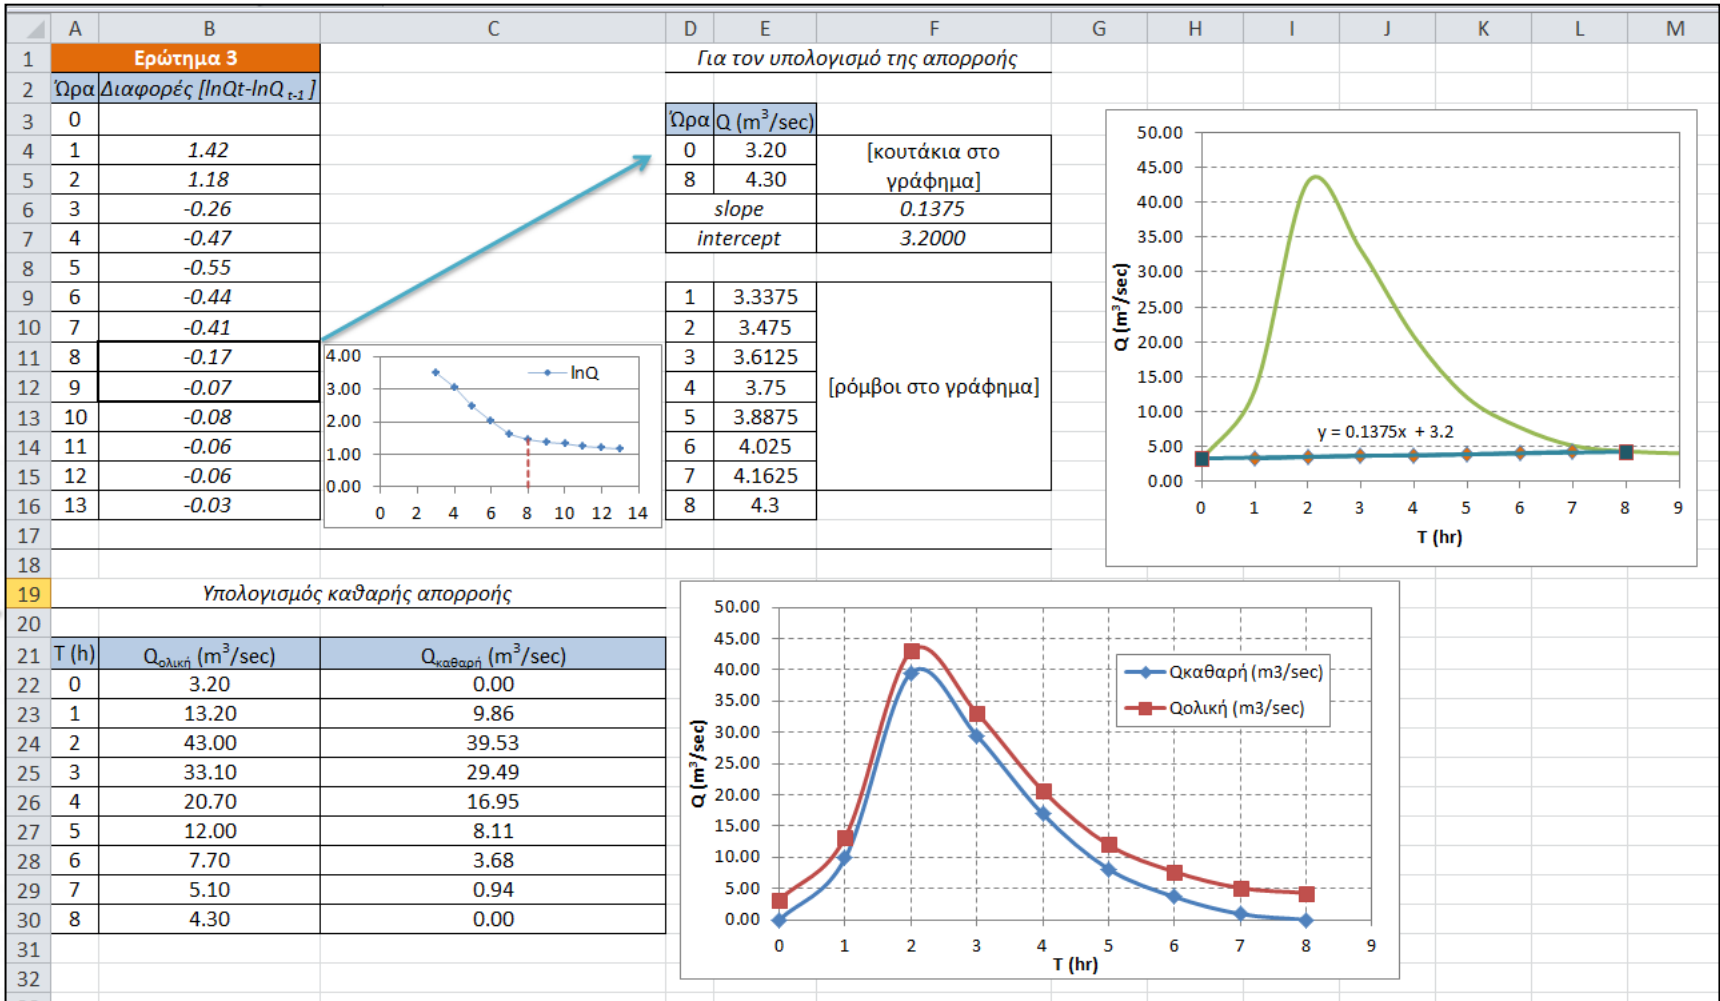 A B C D E F G H I J K L M
1 Ερώτημα 3 Για τον υπολογισμό της απορροής
2 Ώρα Διαφορές [lnQt-lnQ t-1 ]
3 0 Ώρα Q (m3/sec)
4 1 1.42 0 3.20 [κουτάκια στο
5 2 1.18 8 4.30 γράφημα]
6 3 -0.26 slope 0.1375
7 4 -0.47 intercept 3.2000
8 5 -0.55
9 6 -0.44 1 3.3375
10 7 -0.41 2 3.475
11 8 -0.17 3 3.6125
12 9 -0.07 4 3.75 [ρόμβοι στο γράφημα]
13 10 -0.08 5 3.8875
14 11 -0.06 6 4.025
15 12 -0.06 7 4.1625
16 13 -0.03 8 4.3
17
18
19 Υπολογισμός καθαρής απορροής
20
21 T (h) Qολική (m3/sec) Qκαθαρή (m3/sec)
22 0 3.20 0.00
23 1 13.20 9.86
24 2 43.00 39.53
25 3 33.10 29.49
26 4 20.70 16.95
27 5 12.00 8.11
28 6 7.70 3.68
29 7 5.10 0.94
30 8 4.30 0.00
31
32
4.00
3.00
2.00
1.00
0.00
lnQ
0 2 4 6 8 10 12 14
50.00
45.00
40.00
35.00
30.00
25.00
20.00
15.00
10.00
5.00
0.00
Q (m3/sec)
y = 0.1375x + 3.2
0 1 2 3 4 5 6 7 8 9
T (hr)
50.00
45.00
40.00
35.00
30.00
25.00
20.00
15.00
10.00
5.00
0.00
Q (m3/sec)
Qκαθαρή (m3/sec)
Qολική (m3/sec)
0 1 2 3 4 5 6 7 8 9
T (hr)